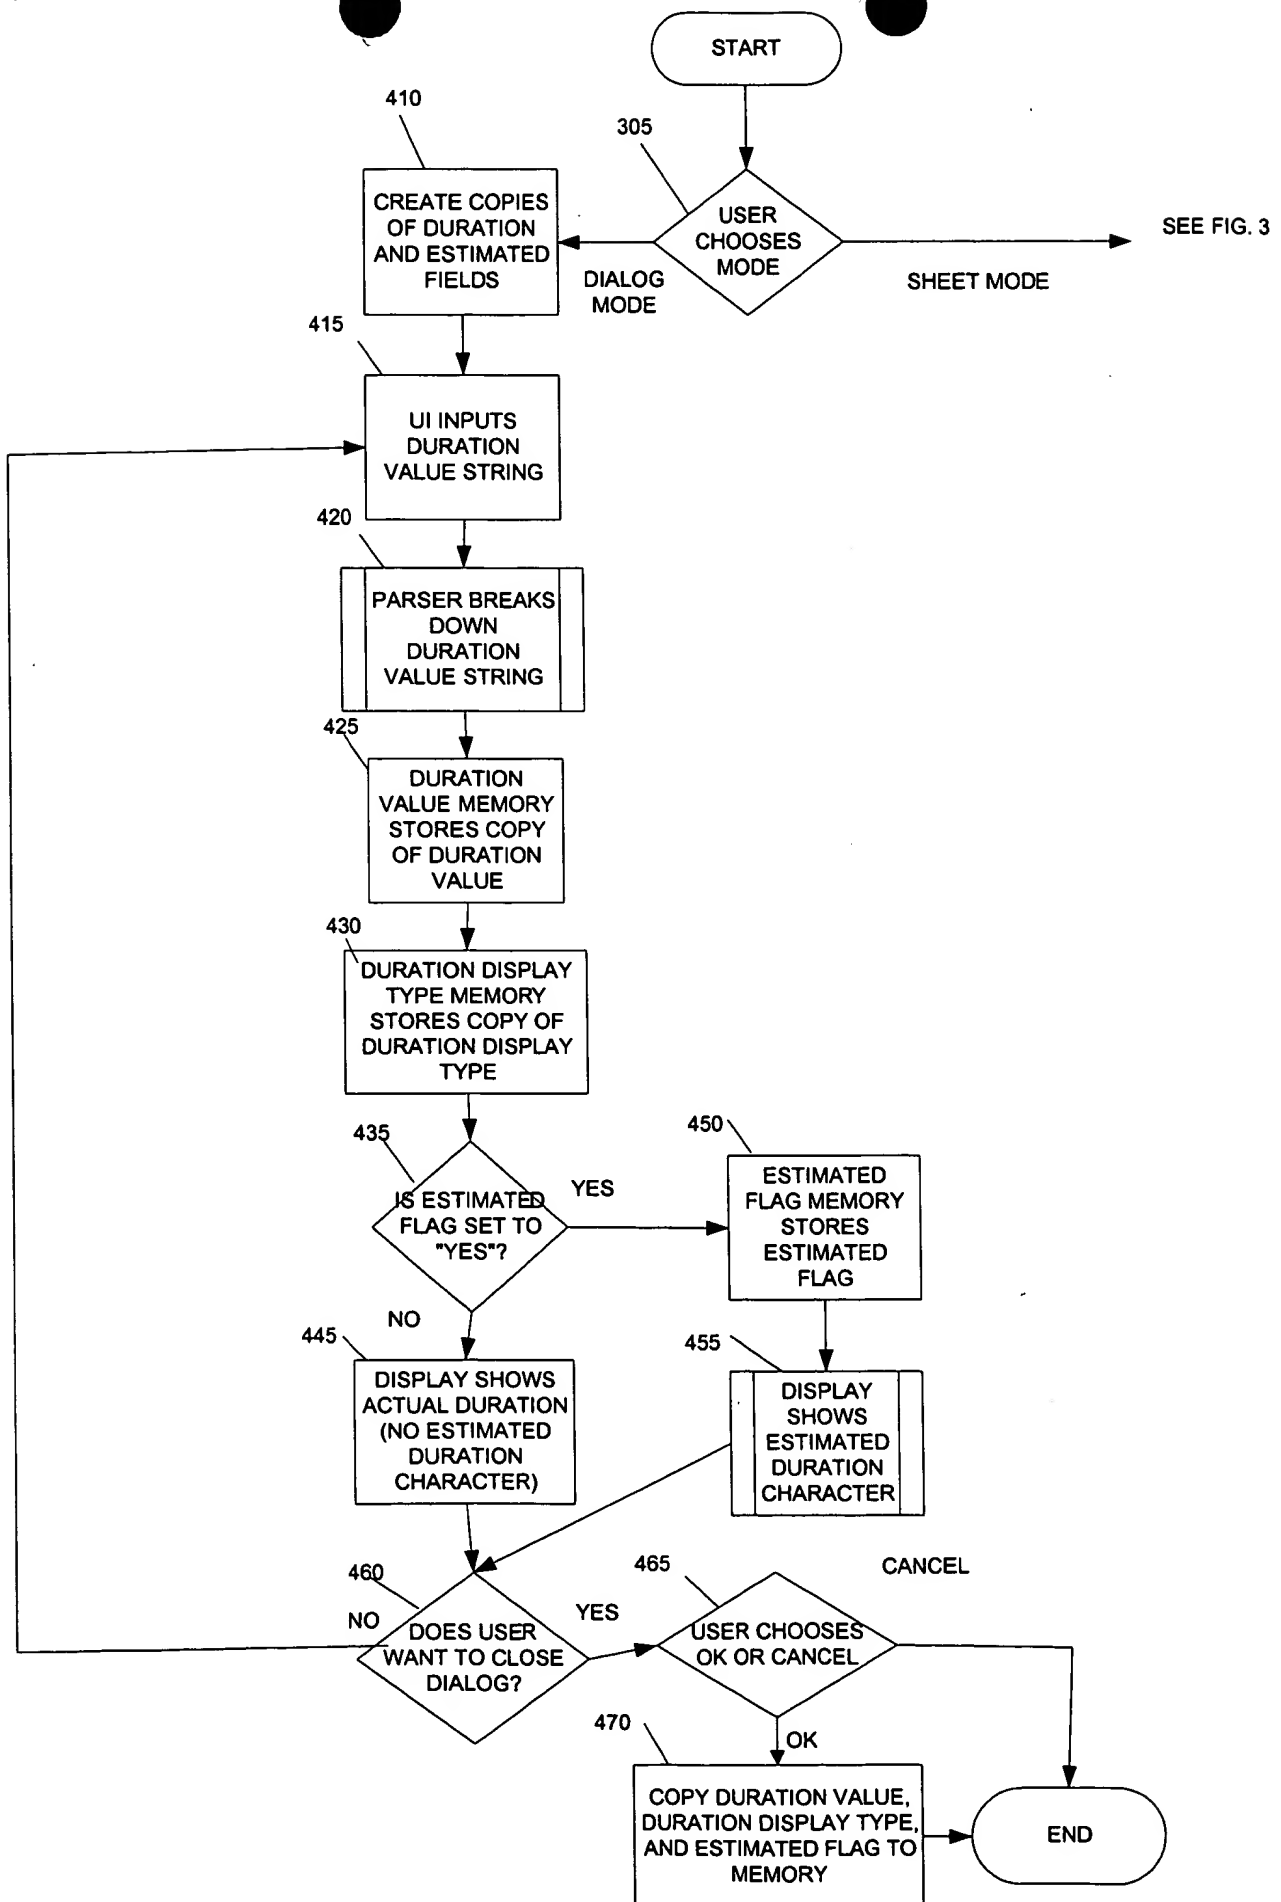 START
410
305
CREATE COPIES
OF DURATION
AND ESTIMATED
FIELDS
USER
CHOOSES
MODE
SEE FIG. 3
DIALOG
MODE
SHEET MODE
415
UI INPUTS
DURATION
VALUE STRING
420
PARSER BREAKS
DOWN
DURATION
VALUE STRING
425
DURATION
VALUE MEMORY
STORES COPY
OF DURATION
VALUE
430
DURATION DISPLAY
TYPE MEMORY
STORES COPY OF
DURATION DISPLAY
TYPE
435
IS ESTIMATED
FLAG SET TO
"YES"?
YES
450
ESTIMATED
FLAG MEMORY
STORES
ESTIMATED
FLAG
NO
445
DISPLAY SHOWS
ACTUAL DURATION
(NO ESTIMATED
DURATION
CHARACTER)
455
DISPLAY
SHOWS
ESTIMATED
DURATION
CHARACTER
460
NO
DOES USER
WANT TO CLOSE
DIALOG?
YES
465
USER CHOOSES
OK OR CANCEL
CANCEL
470
OK
COPY DURATION VALUE,
DURATION DISPLAY TYPE,
AND ESTIMATED FLAG TO
MEMORY
END